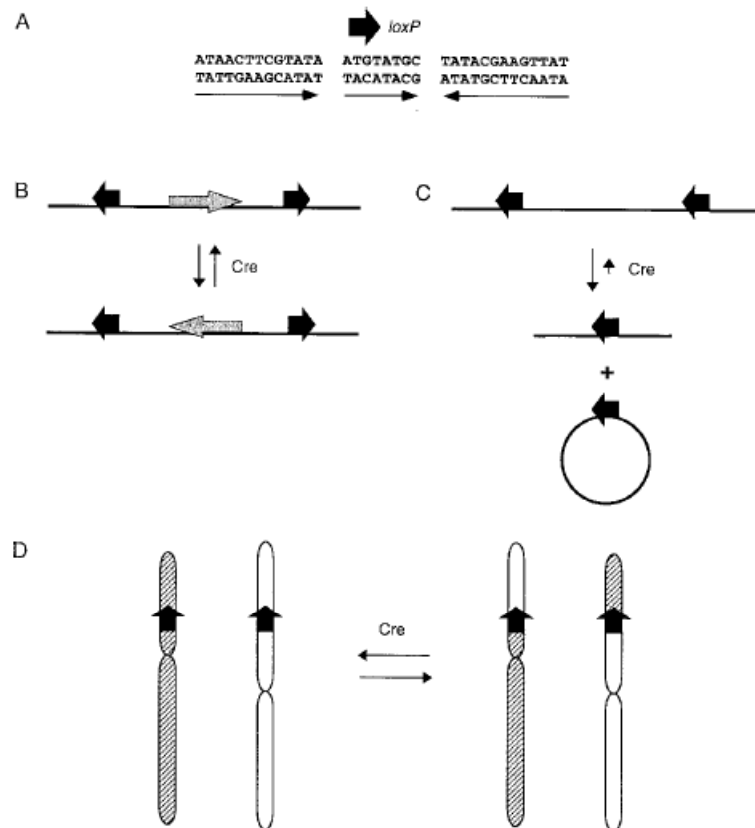 A
loxP
ATAACTTCGTATA ATGTATGC TATACGAAGTTAT
TATTGAAGCATAT TACATACG ATATGCTTCAATA
B
C
Cre
Cre
+
D
Cre